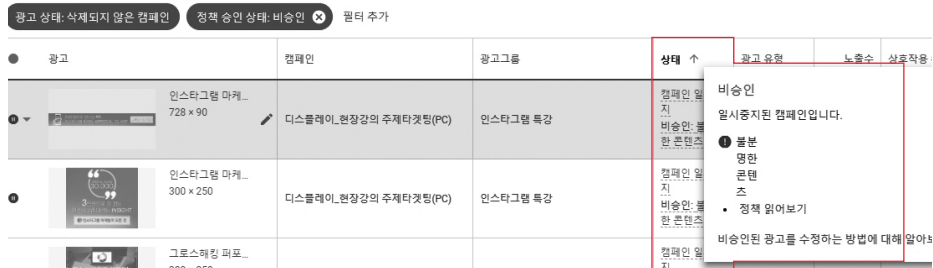 광고 상태: 삭제되지 않은 캠페인 정책 승인 상태: 비승인 필터 추가
광고 캠페인 광고그룹 상태 ↑ 광고 유형 노출수 상호작용
인스타그램 마케...
728 × 90
디스플레이_현장강의 주제타겟팅(PC) 인스타그램 특강
캠페인 일
지
비승인: 불
한 콘텐츠
비승인
일시중지된 캠페인입니다.
불분
명한
콘텐
츠
• 정책 읽어보기
비승인된 광고를 수정하는 방법에 대해 알아보
인스타그램 마케...
300 × 250
디스플레이_현장강의 주제타겟팅(PC) 인스타그램 특강
캠페인 일
지
비승인: 불
한 콘텐츠
그로스해킹 퍼포...
캠페인 일
지